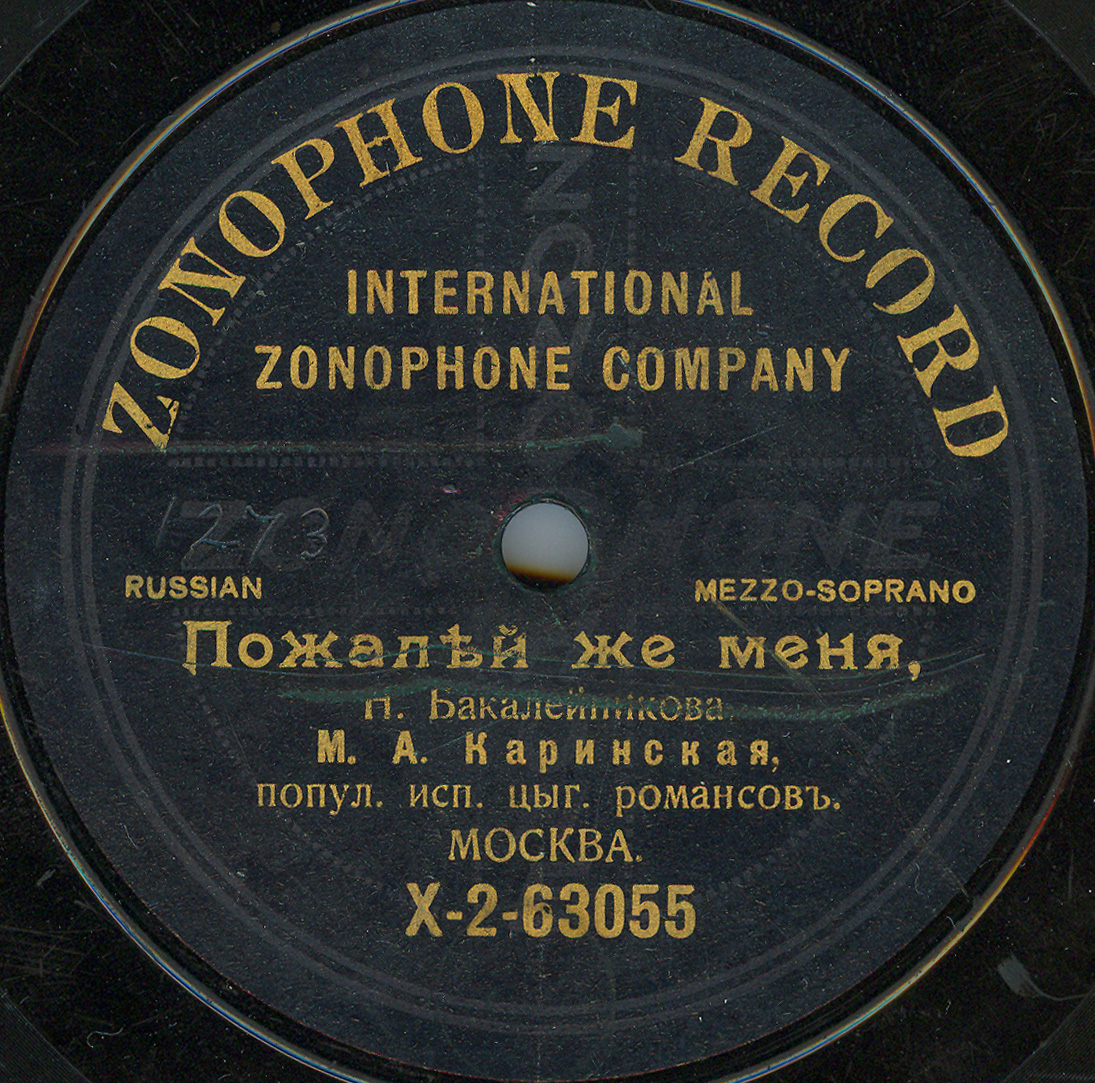 ZONOPHONE RECORD
INTERNATIONAL
ZONOPHONE COMPANY
ZONOPHONE
1273
RUSSIAN
MEZZO-SOPRANO
Пожалѣй же меня,
Н. Бакалейникова.
М. А. Каринская,
попул. исп. цыг. романсовъ.
МОСКВА.
X-2-63055